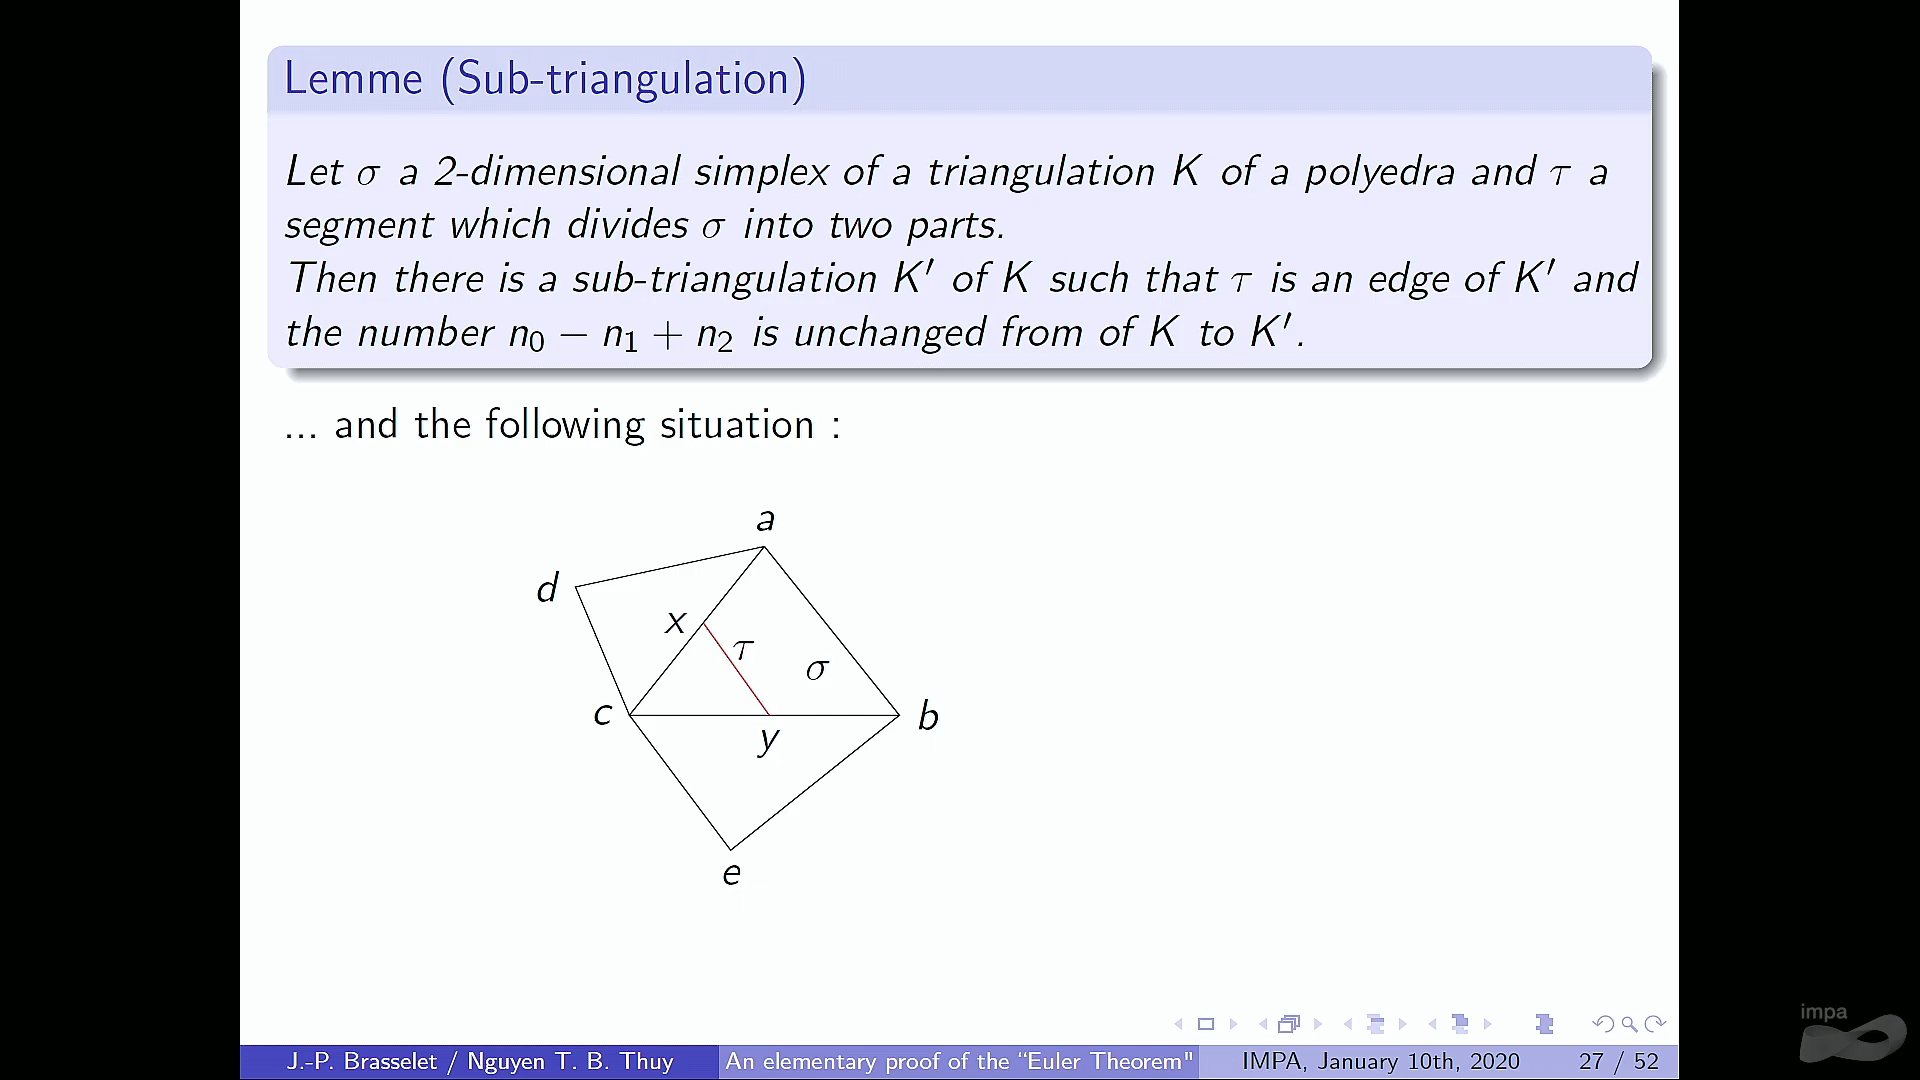 Lemme (Sub-triangulation)
Let σ a 2-dimensional simplex of a triangulation K of a polyedra and τ a
segment which divides σ into two parts.
Then there is a sub-triangulation K′ of K such that τ is an edge of K′ and
the number n₀ − n₁ + n₂ is unchanged from of K to K′.
... and the following situation :
a
d
x
τ
σ
c
b
y
e
impa
J.-P. Brasselet / Nguyen T. B. Thuy An elementary proof of the “Euler Theorem" IMPA, January 10th, 2020 27 / 52